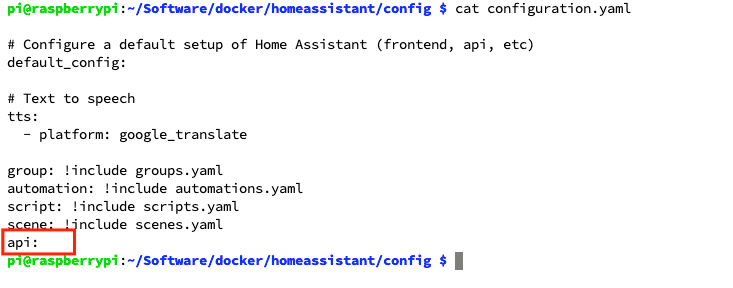 pi@raspberrypi:~/Software/docker/homeassistant/config $ cat configuration.yaml
# Configure a default setup of Home Assistant (frontend, api, etc)
default_config:
# Text to speech
tts:
  - platform: google_translate
group: !include groups.yaml
automation: !include automations.yaml
script: !include scripts.yaml
scene: !include scenes.yaml
api:
pi@raspberrypi:~/Software/docker/homeassistant/config $